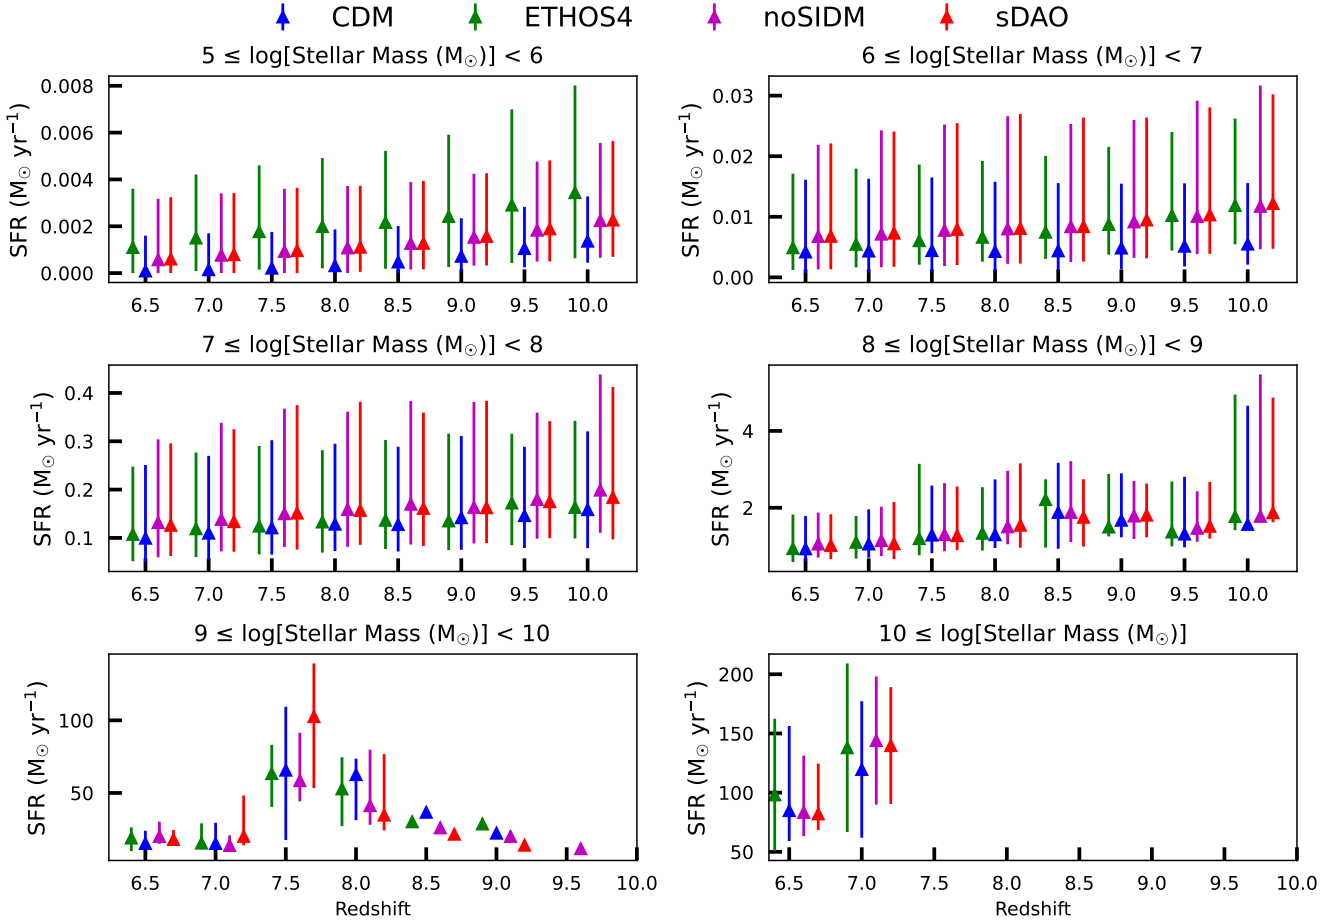 CDM ETHOS4 noSIDM sDAO
5 ≤ log[Stellar Mass (M☉)] < 6
SFR (M☉ yr⁻¹)
0.008
0.006
0.004
0.002
0.000
6.5 7.0 7.5 8.0 8.5 9.0 9.5 10.0
6 ≤ log[Stellar Mass (M☉)] < 7
SFR (M☉ yr⁻¹)
0.03
0.02
0.01
0.00
6.5 7.0 7.5 8.0 8.5 9.0 9.5 10.0
7 ≤ log[Stellar Mass (M☉)] < 8
SFR (M☉ yr⁻¹)
0.4
0.3
0.2
0.1
6.5 7.0 7.5 8.0 8.5 9.0 9.5 10.0
8 ≤ log[Stellar Mass (M☉)] < 9
SFR (M☉ yr⁻¹)
4
2
6.5 7.0 7.5 8.0 8.5 9.0 9.5 10.0
9 ≤ log[Stellar Mass (M☉)] < 10
SFR (M☉ yr⁻¹)
100
50
6.5 7.0 7.5 8.0 8.5 9.0 9.5 10.0
Redshift
10 ≤ log[Stellar Mass (M☉)]
SFR (M☉ yr⁻¹)
200
150
100
50
6.5 7.0 7.5 8.0 8.5 9.0 9.5 10.0
Redshift